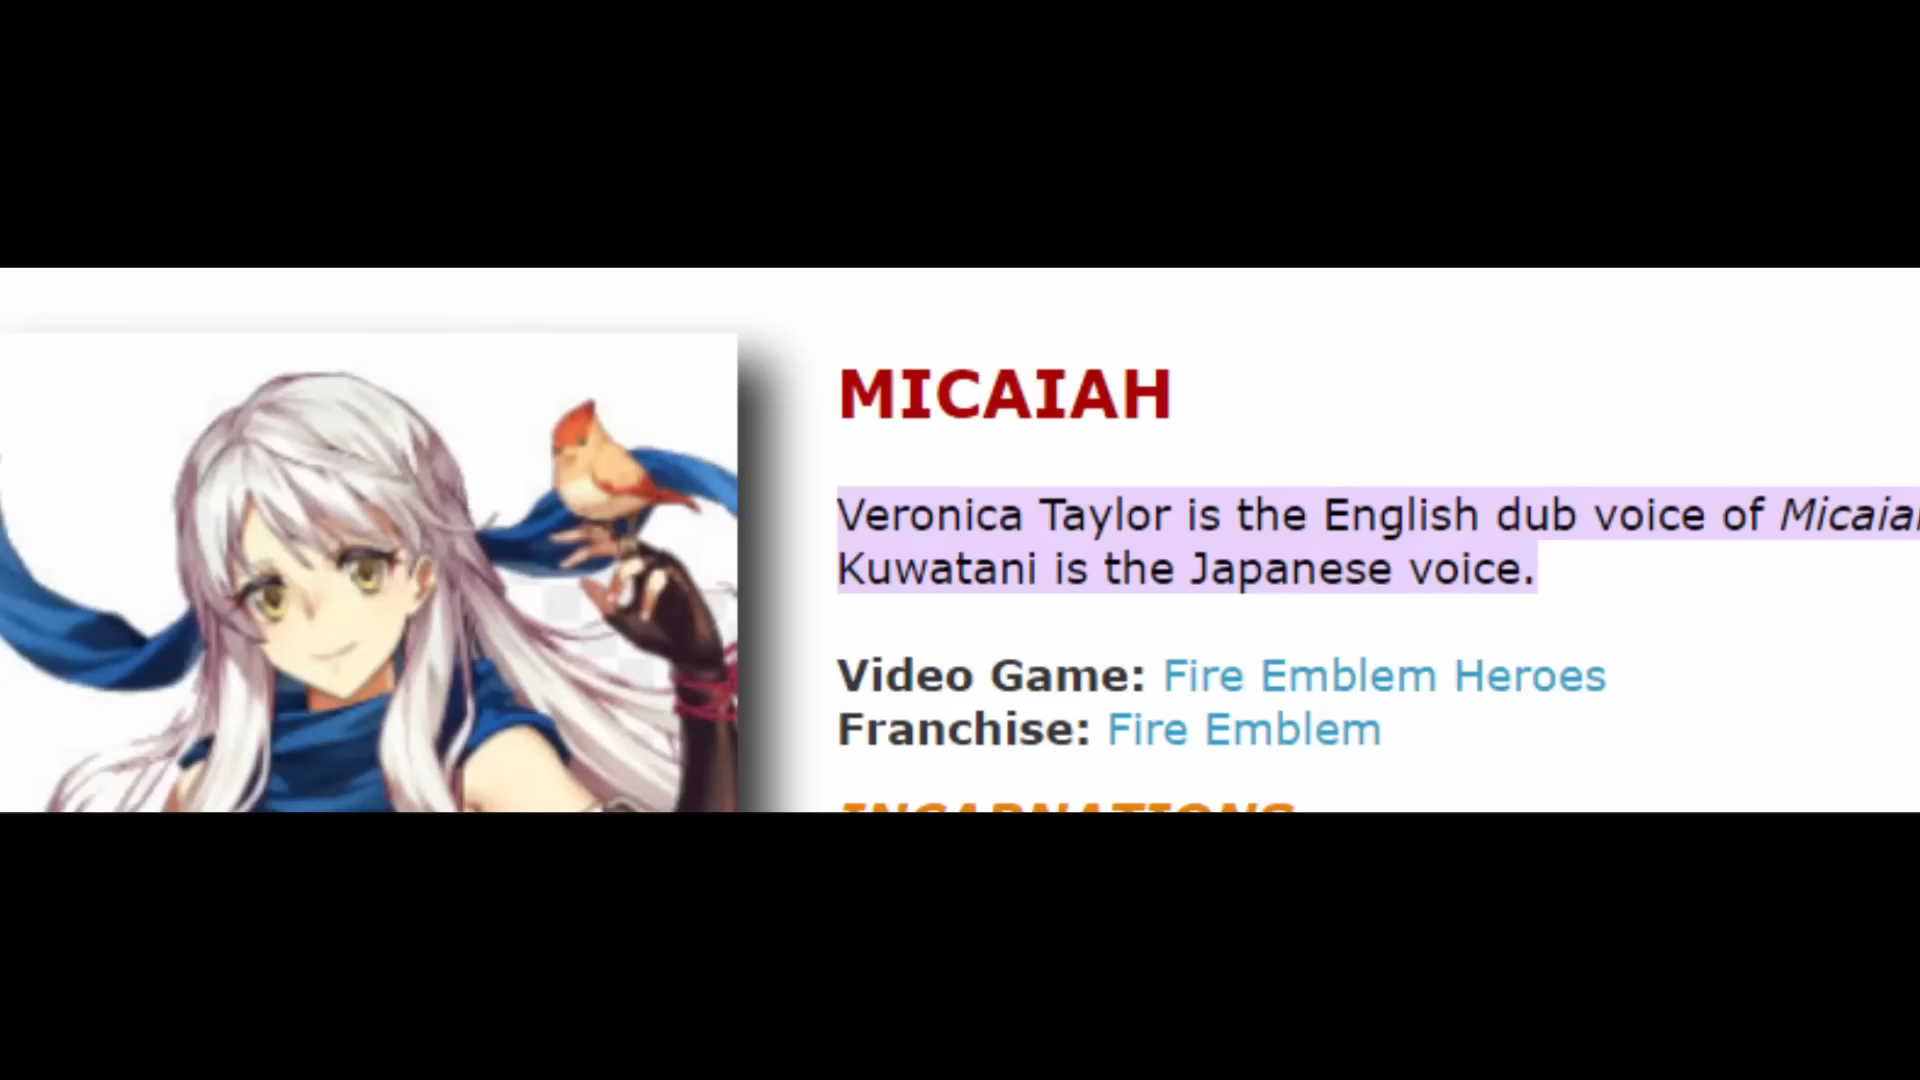 MICAIAH
Veronica Taylor is the English dub voice of
Kuwatani is the Japanese voice.
Video Game: Fire Emblem Heroes
Franchise: Fire Emblem
INCARNATIONS